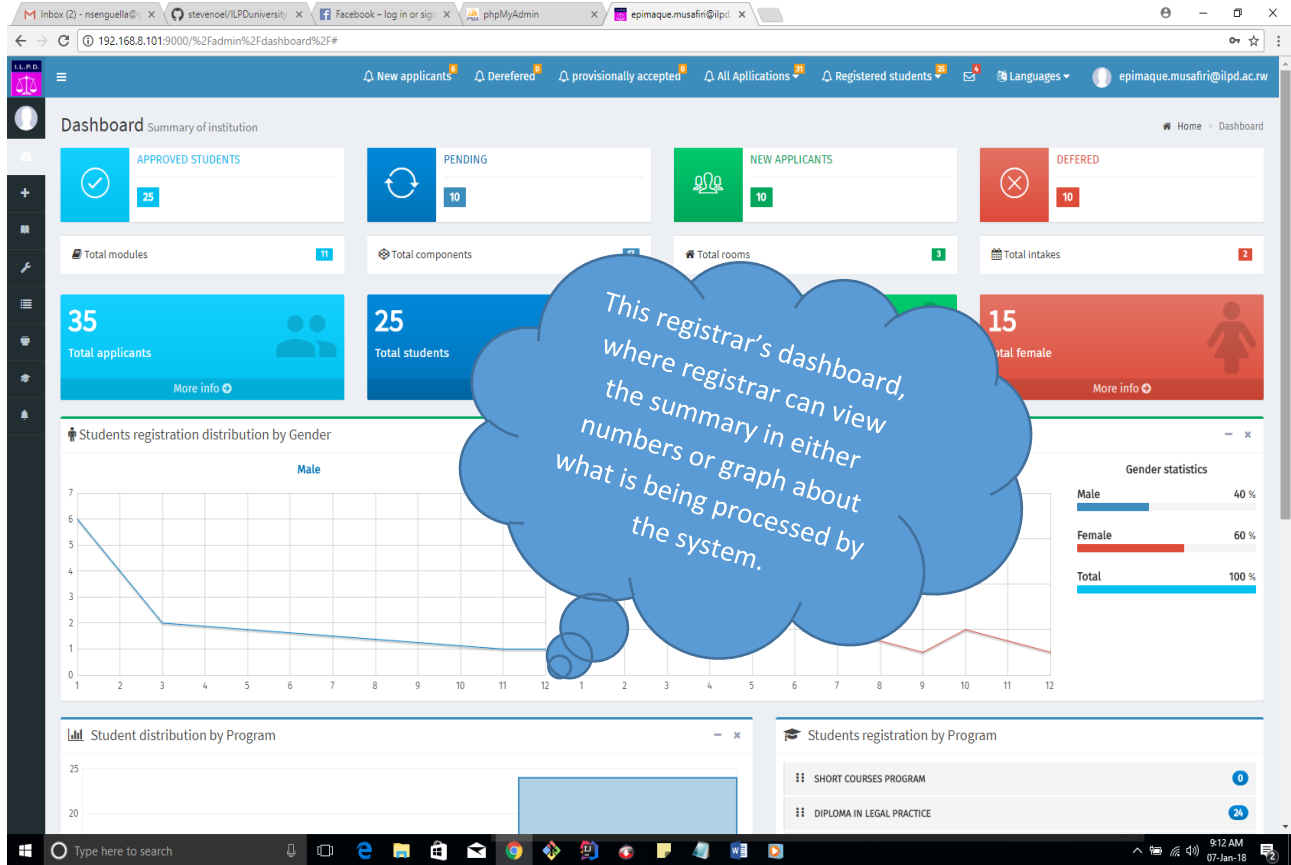 Inbox (2) - nsenguella@g
stevenoel/ILPDuniversity
Facebook – log in or sign
phpMyAdmin
epimaque.musafiri@ilpd.
192.168.8.101:9000/%2Fadmin%2Fdashboard%2F#
I.L.P.D.
New applicants 6
Derefered 0
provisionally accepted 0
All Apllications 31
Registered students 25
4
Languages
epimaque.musafiri@ilpd.ac.rw
Dashboard Summary of institution
Home > Dashboard
APPROVED STUDENTS
25
PENDING
10
NEW APPLICANTS
10
DEFERED
10
Total modules 11
Total components
Total rooms 3
Total intakes 2
35
Total applicants
More info
25
Total students
15
Total female
More info
This registrar’s dashboard,
where registrar can view
the summary in either
numbers or graph about
what is being processed by
the system.
Students registration distribution by Gender
Male
7
6
5
4
3
2
1
0
1 2 3 4 5 6 7 8 9 10 11 12
1 2 3 4 5 6 7 8 9 10 11 12
Gender statistics
Male 40 %
Female 60 %
Total 100 %
Student distribution by Program
25
20
Students registration by Program
SHORT COURSES PROGRAM 0
DIPLOMA IN LEGAL PRACTICE 24
Type here to search
9:12 AM
07-Jan-18
2